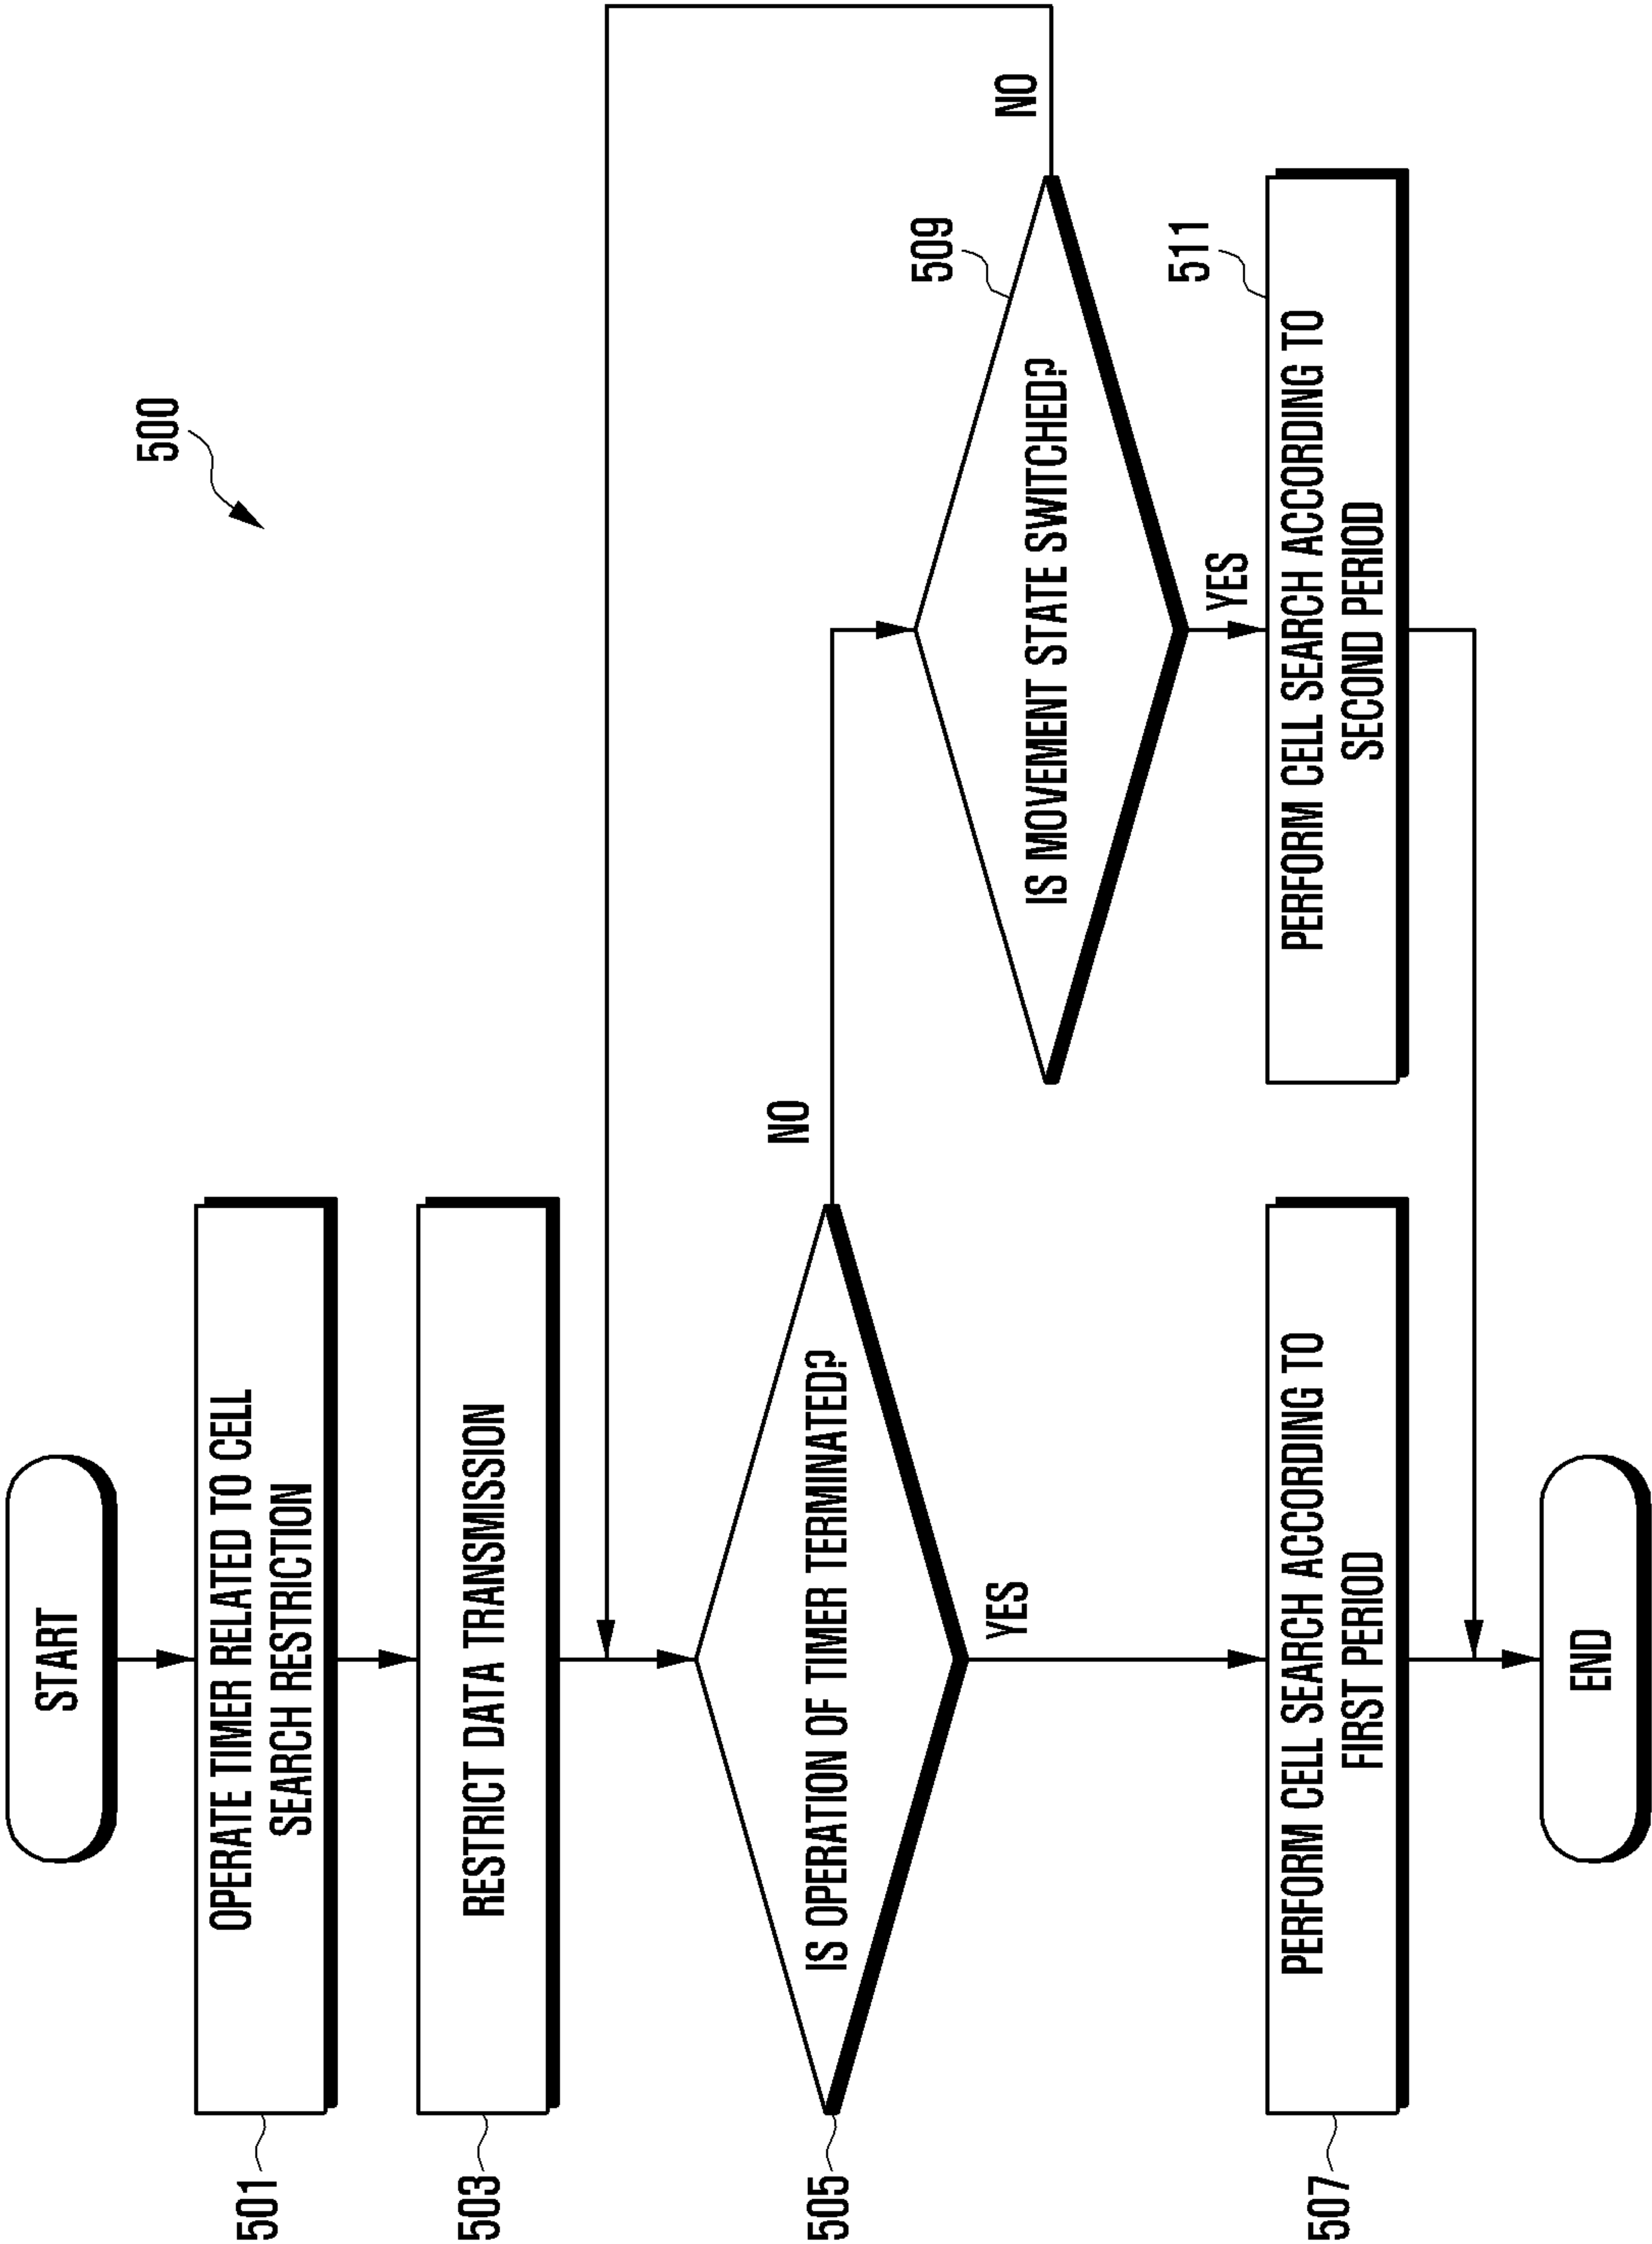 500
START
501
OPERATE TIMER RELATED TO CELL
SEARCH RESTRICTION
503
RESTRICT DATA TRANSMISSION
505
IS OPERATION OF TIMER TERMINATED?
NO
YES
509
IS MOVEMENT STATE SWITCHED?
NO
YES
507
PERFORM CELL SEARCH ACCORDING TO
FIRST PERIOD
511
PERFORM CELL SEARCH ACCORDING TO
SECOND PERIOD
END